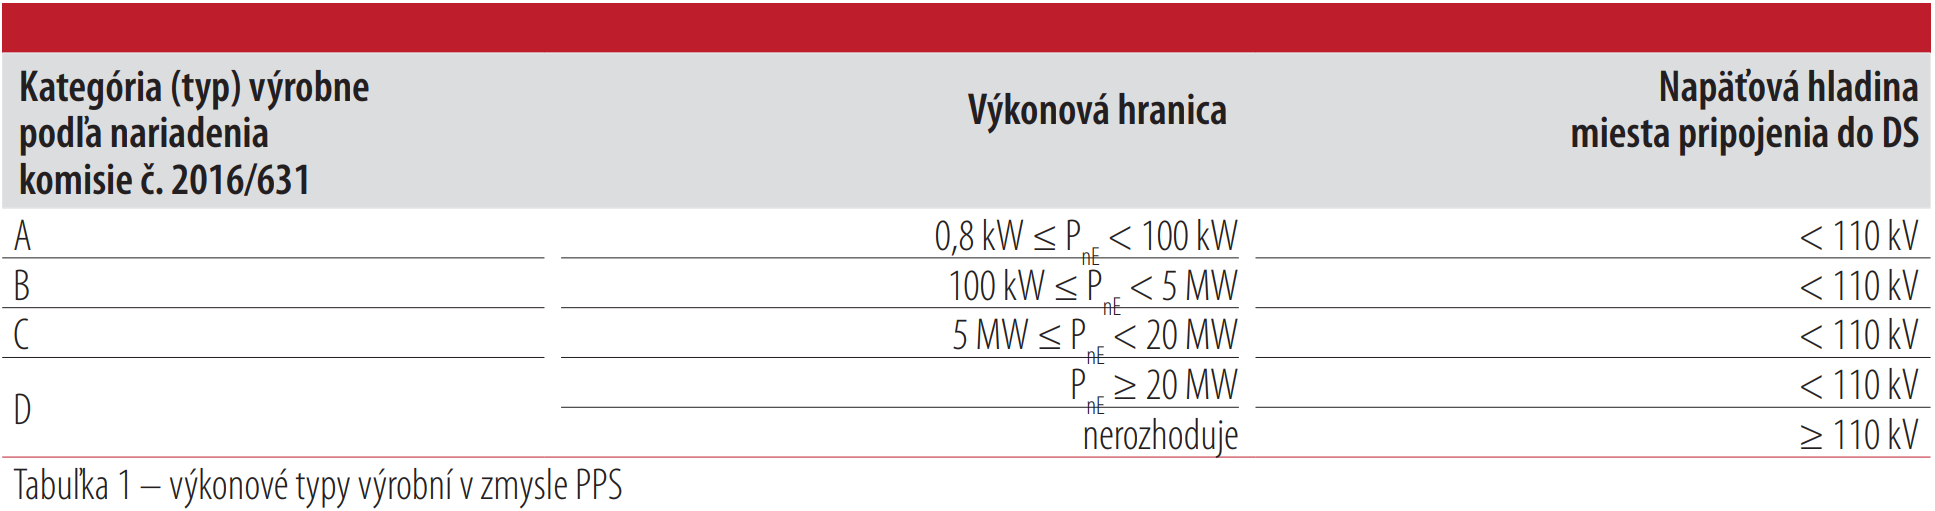 Kategória (typ) výrobne
podľa nariadenia
komisie č. 2016/631
Výkonová hranica
Napäťová hladina
miesta pripojenia do DS
A 0,8 kW ≤ PnE < 100 kW < 110 kV
B 100 kW ≤ PnE < 5 MW < 110 kV
C 5 MW ≤ PnE < 20 MW < 110 kV
D PnE ≥ 20 MW < 110 kV
nerozhoduje ≥ 110 kV
Tabuľka 1 – výkonové typy výrobní v zmysle PPS